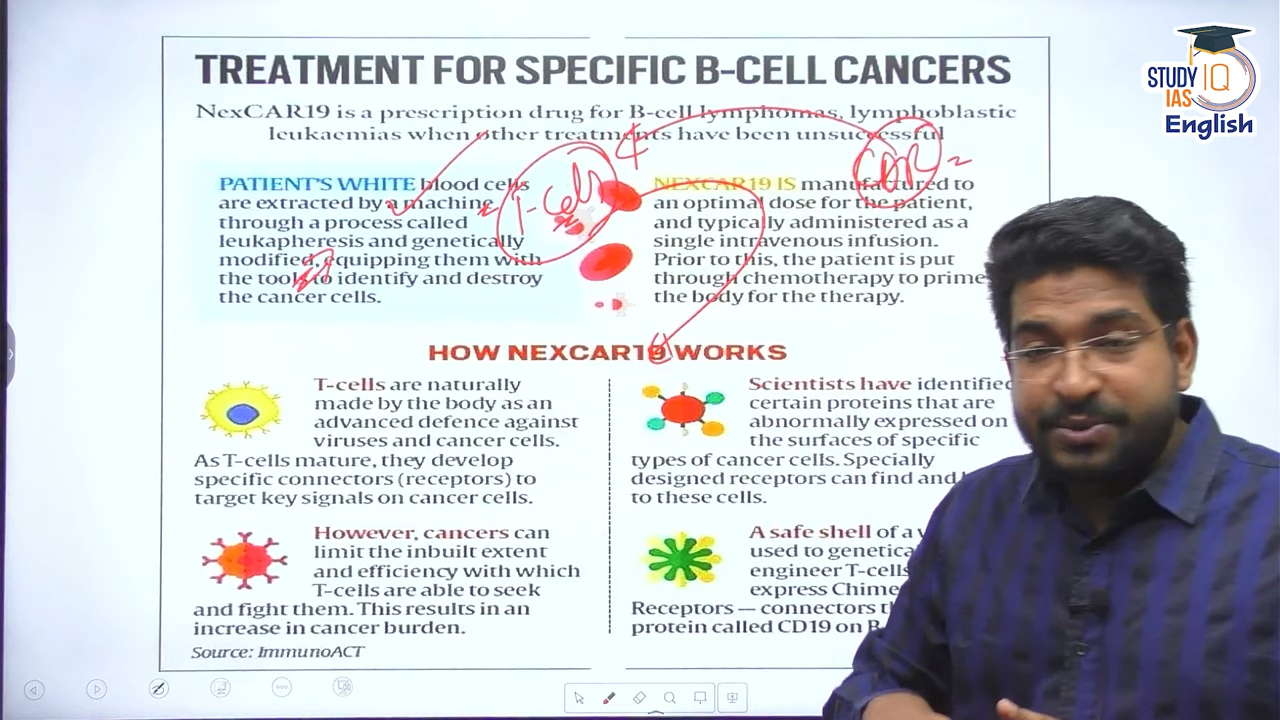 TREATMENT FOR SPECIFIC B-CELL CANCERS
NexCAR19 is a prescription drug for B-cell lymphomas, lymphoblastic
leukaemias when other treatments have been unsuccessful
PATIENT'S WHITE blood cells
are extracted by a machine
through a process called
leukapheresis and genetically
modified, equipping them with
the tools to identify and destroy
the cancer cells.
T-Cells
NEXCAR19 IS manufactured to
an optimal dose for the patient,
and typically administered as a
single intravenous infusion.
Prior to this, the patient is put
through chemotherapy to prime
the body for the therapy.
CAR
HOW NEXCAR19 WORKS
T-cells are naturally
made by the body as an
advanced defence against
viruses and cancer cells.
As T-cells mature, they develop
specific connectors (receptors) to
target key signals on cancer cells.
Scientists have identified
certain proteins that are
abnormally expressed on
the surfaces of specific
types of cancer cells. Specially
designed receptors can find and
to these cells.
However, cancers can
limit the inbuilt extent
and efficiency with which
T-cells are able to seek
and fight them. This results in an
increase in cancer burden.
A safe shell of a
used to genetica
engineer T-cells
express Chime
Receptors — connectors t
protein called CD19 on B
Source: ImmunoACT
STUDY IQ
IAS
English